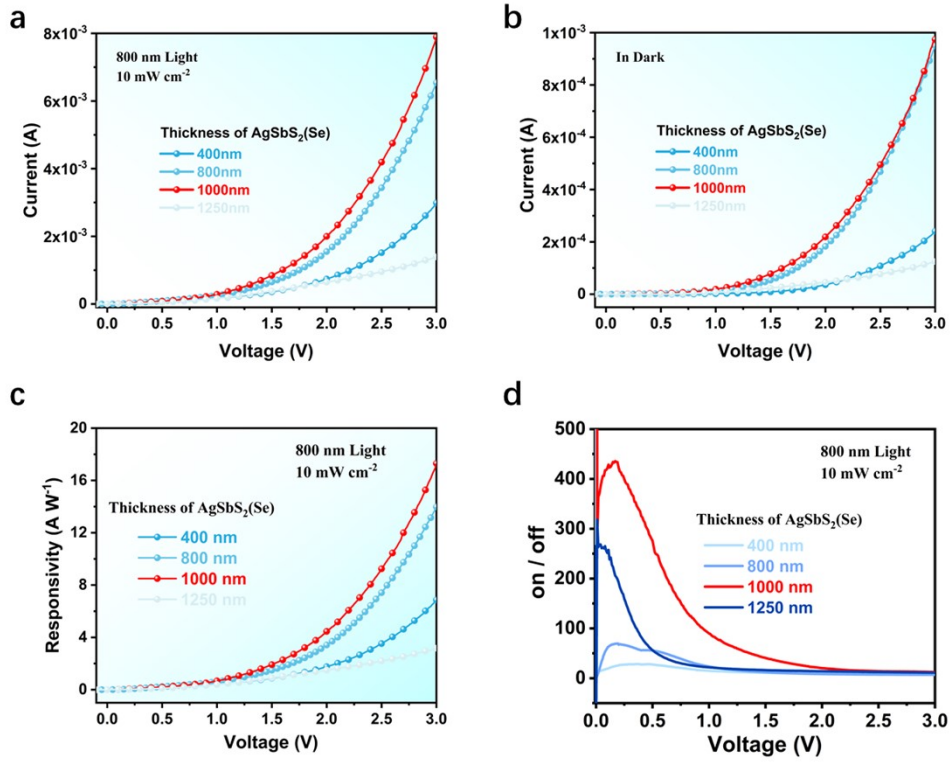 a
800 nm Light
10 mW cm⁻²
Thickness of AgSbS₂(Se)
400nm
800nm
1000nm
1250nm
Current (A)
8x10⁻³
6x10⁻³
4x10⁻³
2x10⁻³
0
0.0 0.5 1.0 1.5 2.0 2.5 3.0
Voltage (V)
b
In Dark
Thickness of AgSbS₂(Se)
400nm
800nm
1000nm
1250nm
Current (A)
1x10⁻³
8x10⁻⁴
6x10⁻⁴
4x10⁻⁴
2x10⁻⁴
0
0.0 0.5 1.0 1.5 2.0 2.5 3.0
Voltage (V)
c
800 nm Light
10 mW cm⁻²
Thickness of AgSbS₂(Se)
400 nm
800 nm
1000 nm
1250 nm
Responsivity (A W⁻¹)
20
16
12
8
4
0
0.0 0.5 1.0 1.5 2.0 2.5 3.0
Voltage (V)
d
800 nm Light
10 mW cm⁻²
Thickness of AgSbS₂(Se)
400 nm
800 nm
1000 nm
1250 nm
on / off
500
400
300
250
200
150
100
50
0
0.0 0.5 1.0 1.5 2.0 2.5 3.0
Voltage (V)